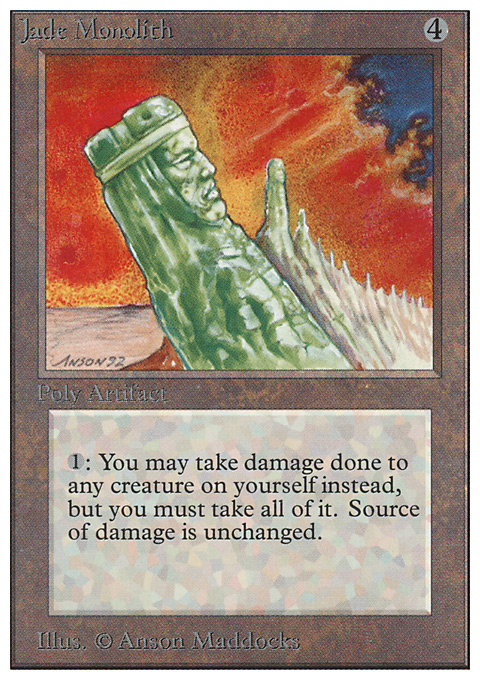 Jade Monolith 4
ANSON 92
Poly Artifact
1: You may take damage done to
any creature on yourself instead,
but you must take all of it. Source
of damage is unchanged.
Illus. © Anson Maddocks